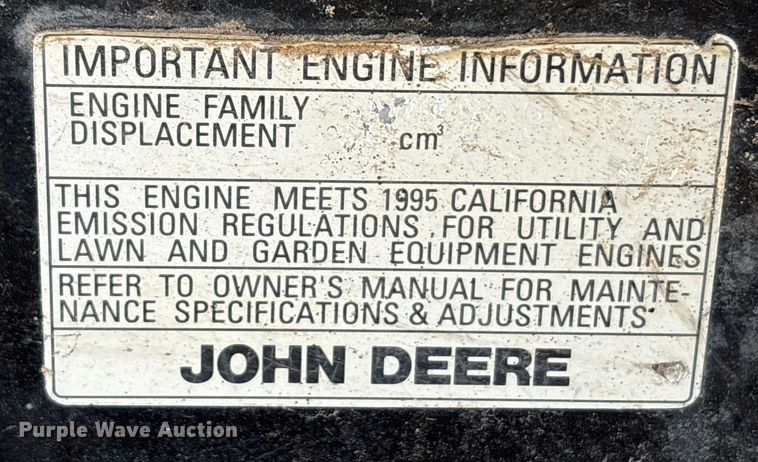 IMPORTANT ENGINE INFORMATION
ENGINE FAMILY
DISPLACEMENT cm³
THIS ENGINE MEETS 1995 CALIFORNIA
EMISSION REGULATIONS FOR UTILITY AND
LAWN AND GARDEN EQUIPMENT ENGINES
REFER TO OWNER'S MANUAL FOR MAINTE-
NANCE SPECIFICATIONS & ADJUSTMENTS
JOHN DEERE
Purple Wave Auction